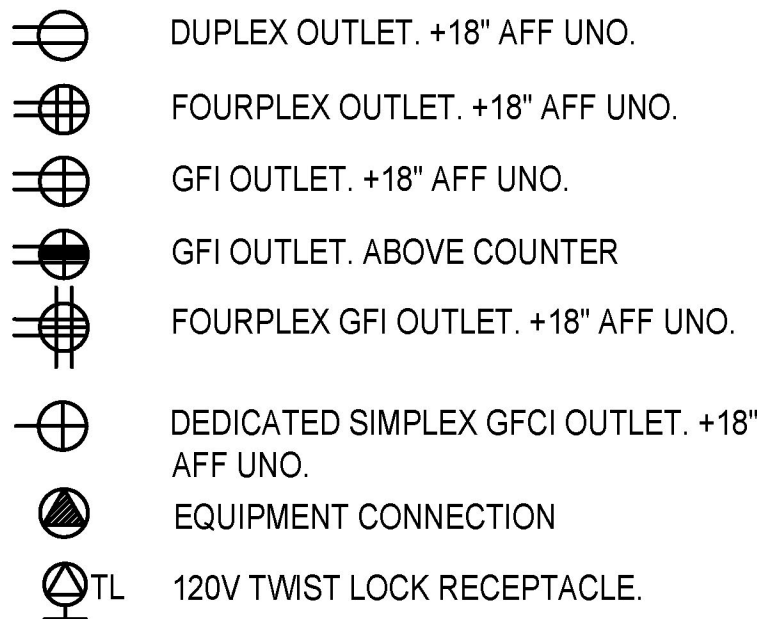 DUPLEX OUTLET. +18" AFF UNO.
FOURPLEX OUTLET. +18" AFF UNO.
GFI OUTLET. +18" AFF UNO.
GFI OUTLET. ABOVE COUNTER
FOURPLEX GFI OUTLET. +18" AFF UNO.
DEDICATED SIMPLEX GFCI OUTLET. +18"
AFF UNO.
EQUIPMENT CONNECTION
TL 120V TWIST LOCK RECEPTACLE.